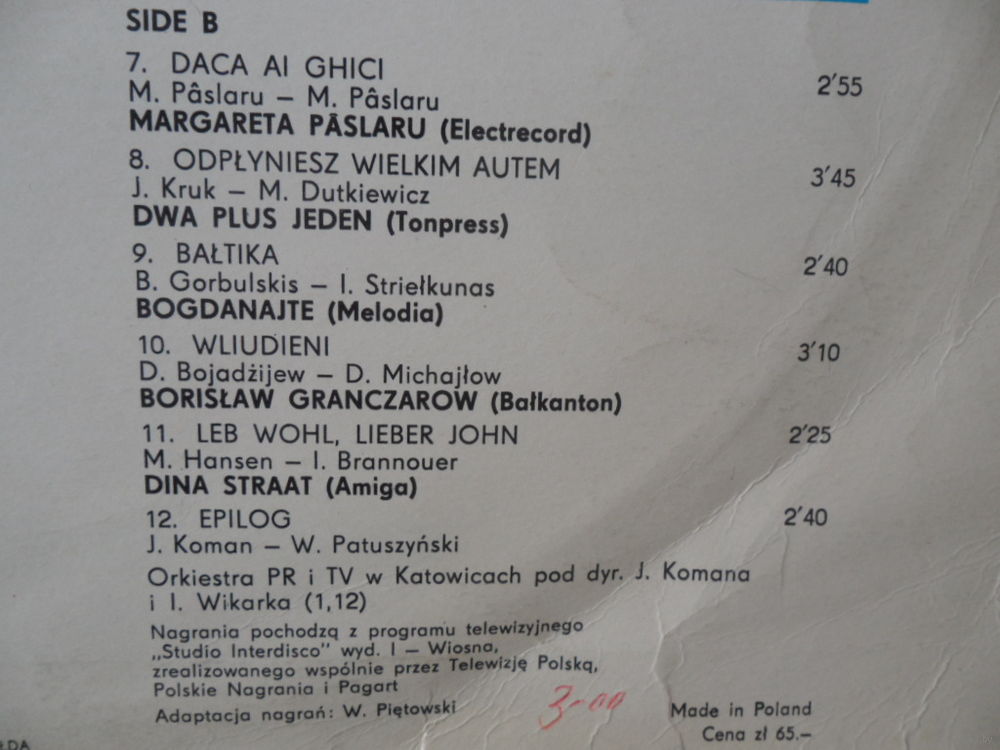 SIDE B
7. DACA AI GHICI 2'55
M. Pâslaru – M. Pâslaru
MARGARETA PÂSLARU (Electrecord)
8. ODPŁYNIESZ WIELKIM AUTEM 3'45
J. Kruk – M. Dutkiewicz
DWA PLUS JEDEN (Tonpress)
9. BAŁTIKA 2'40
B. Gorbulskis – I. Striełkunas
BOGDANAJTE (Melodia)
10. WLIUDIENI 3'10
D. Bojadżijew – D. Michajłow
BORISŁAW GRANCZAROW (Bałkanton)
11. LEB WOHL, LIEBER JOHN 2'25
M. Hansen – I. Brannouer
DINA STRAAT (Amiga)
12. EPILOG 2'40
J. Koman – W. Patuszyński
Orkiestra PR i TV w Katowicach pod dyr. J. Komana
i I. Wikarka (1,12)
Nagrania pochodzą z programu telewizyjnego
„Studio Interdisco" wyd. I – Wiosna,
zrealizowanego wspólnie przez Telewizję Polską,
Polskie Nagrania i Pagart
Adaptacja nagrań: W. Piętowski
3-00
Made in Poland
Cena zł 65.–